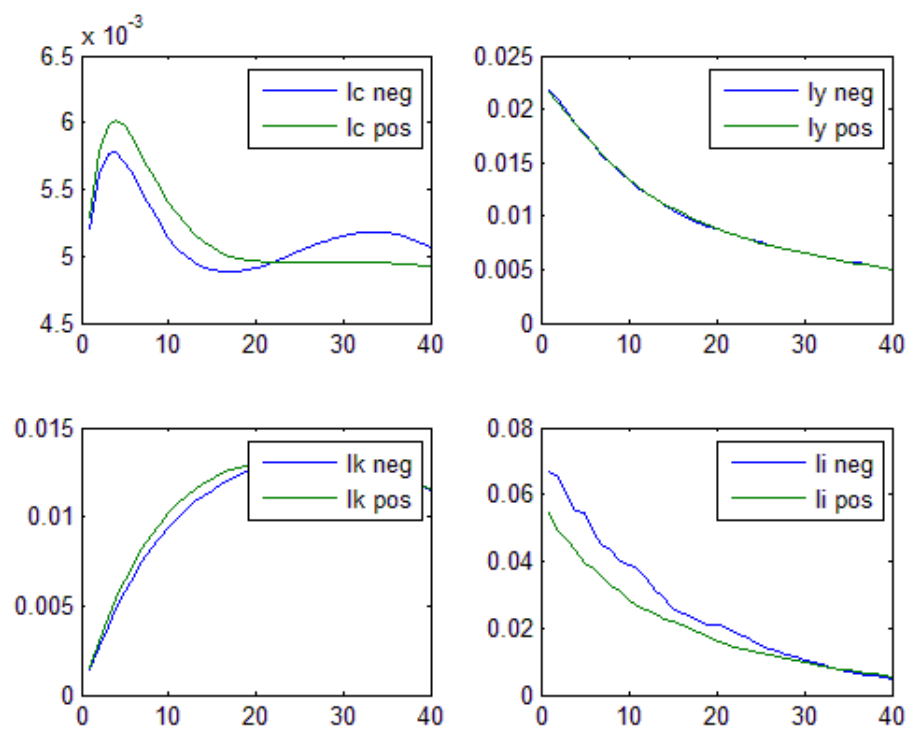 x 10^-3
6.5
6
5.5
5
4.5
0 10 20 30 40
lc neg
lc pos
0.025
0.02
0.015
0.01
0.005
0
0 10 20 30 40
ly neg
ly pos
0.015
0.01
0.005
0
0 10 20 30 40
lk neg
lk pos
0.08
0.06
0.04
0.02
0
0 10 20 30 40
li neg
li pos